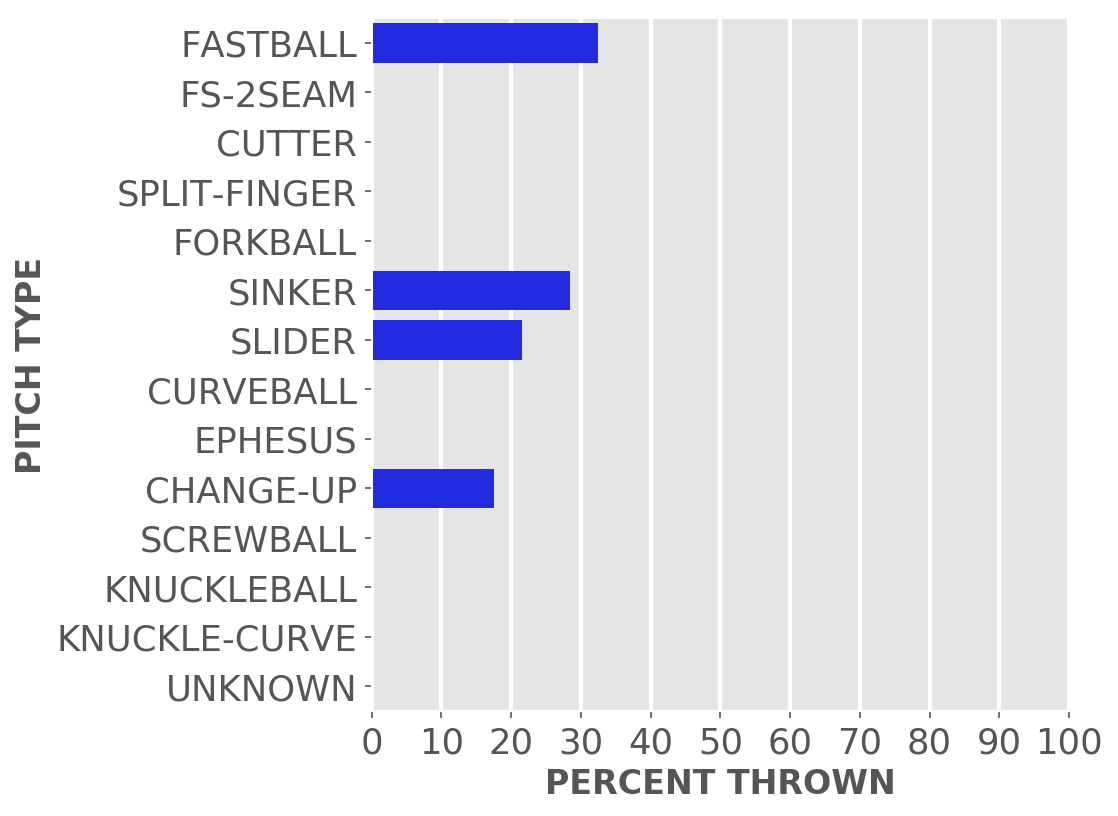 FASTBALL
FS-2SEAM
CUTTER
SPLIT-FINGER
FORKBALL
SINKER
SLIDER
CURVEBALL
EPHESUS
CHANGE-UP
SCREWBALL
KNUCKLEBALL
KNUCKLE-CURVE
UNKNOWN
PITCH TYPE
0 10 20 30 40 50 60 70 80 90 100
PERCENT THROWN